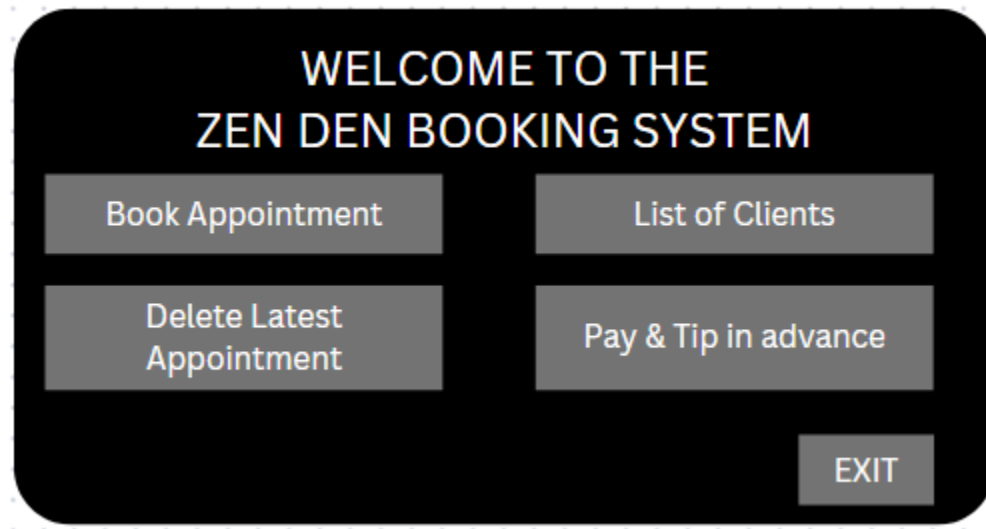 WELCOME TO THE
ZEN DEN BOOKING SYSTEM
Book Appointment
List of Clients
Delete Latest
Appointment
Pay & Tip in advance
EXIT